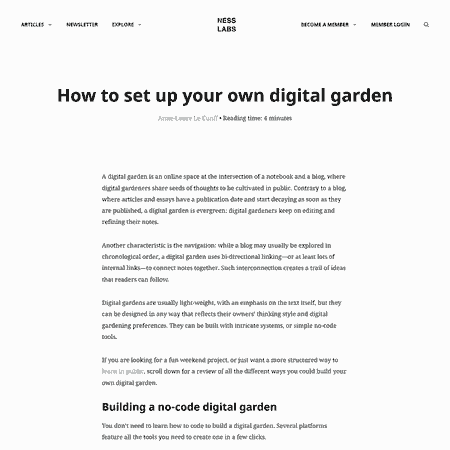 ARTICLES
NEWSLETTER
EXPLORE
NESS
LABS
BECOME A MEMBER
MEMBER LOGIN
How to set up your own digital garden
Anne-Laure Le Cunff • Reading time: 6 minutes
A digital garden is an online space at the intersection of a notebook and a blog, where
digital gardeners share seeds of thoughts to be cultivated in public. Contrary to a blog,
where articles and essays have a publication date and start decaying as soon as they
are published, a digital garden is evergreen: digital gardeners keep on editing and
refining their notes.
Another characteristic is the navigation: while a blog may usually be explored in
chronological order, a digital garden uses bi-directional linking—or at least lots of
internal links—to connect notes together. Such interconnection creates a trail of ideas
that readers can follow.
Digital gardens are usually light-weight, with an emphasis on the text itself, but they
can be designed in any way that reflects their owners' thinking style and digital
gardening preferences. They can be built with intricate systems, or simple no-code
tools.
If you are looking for a fun weekend project, or just want a more structured way to
learn in public, scroll down for a review of all the different ways you could build your
own digital garden.
Building a no-code digital garden
You don't need to learn how to code to build a digital garden. Several platforms
feature all the tools you need to create one in a few clicks.